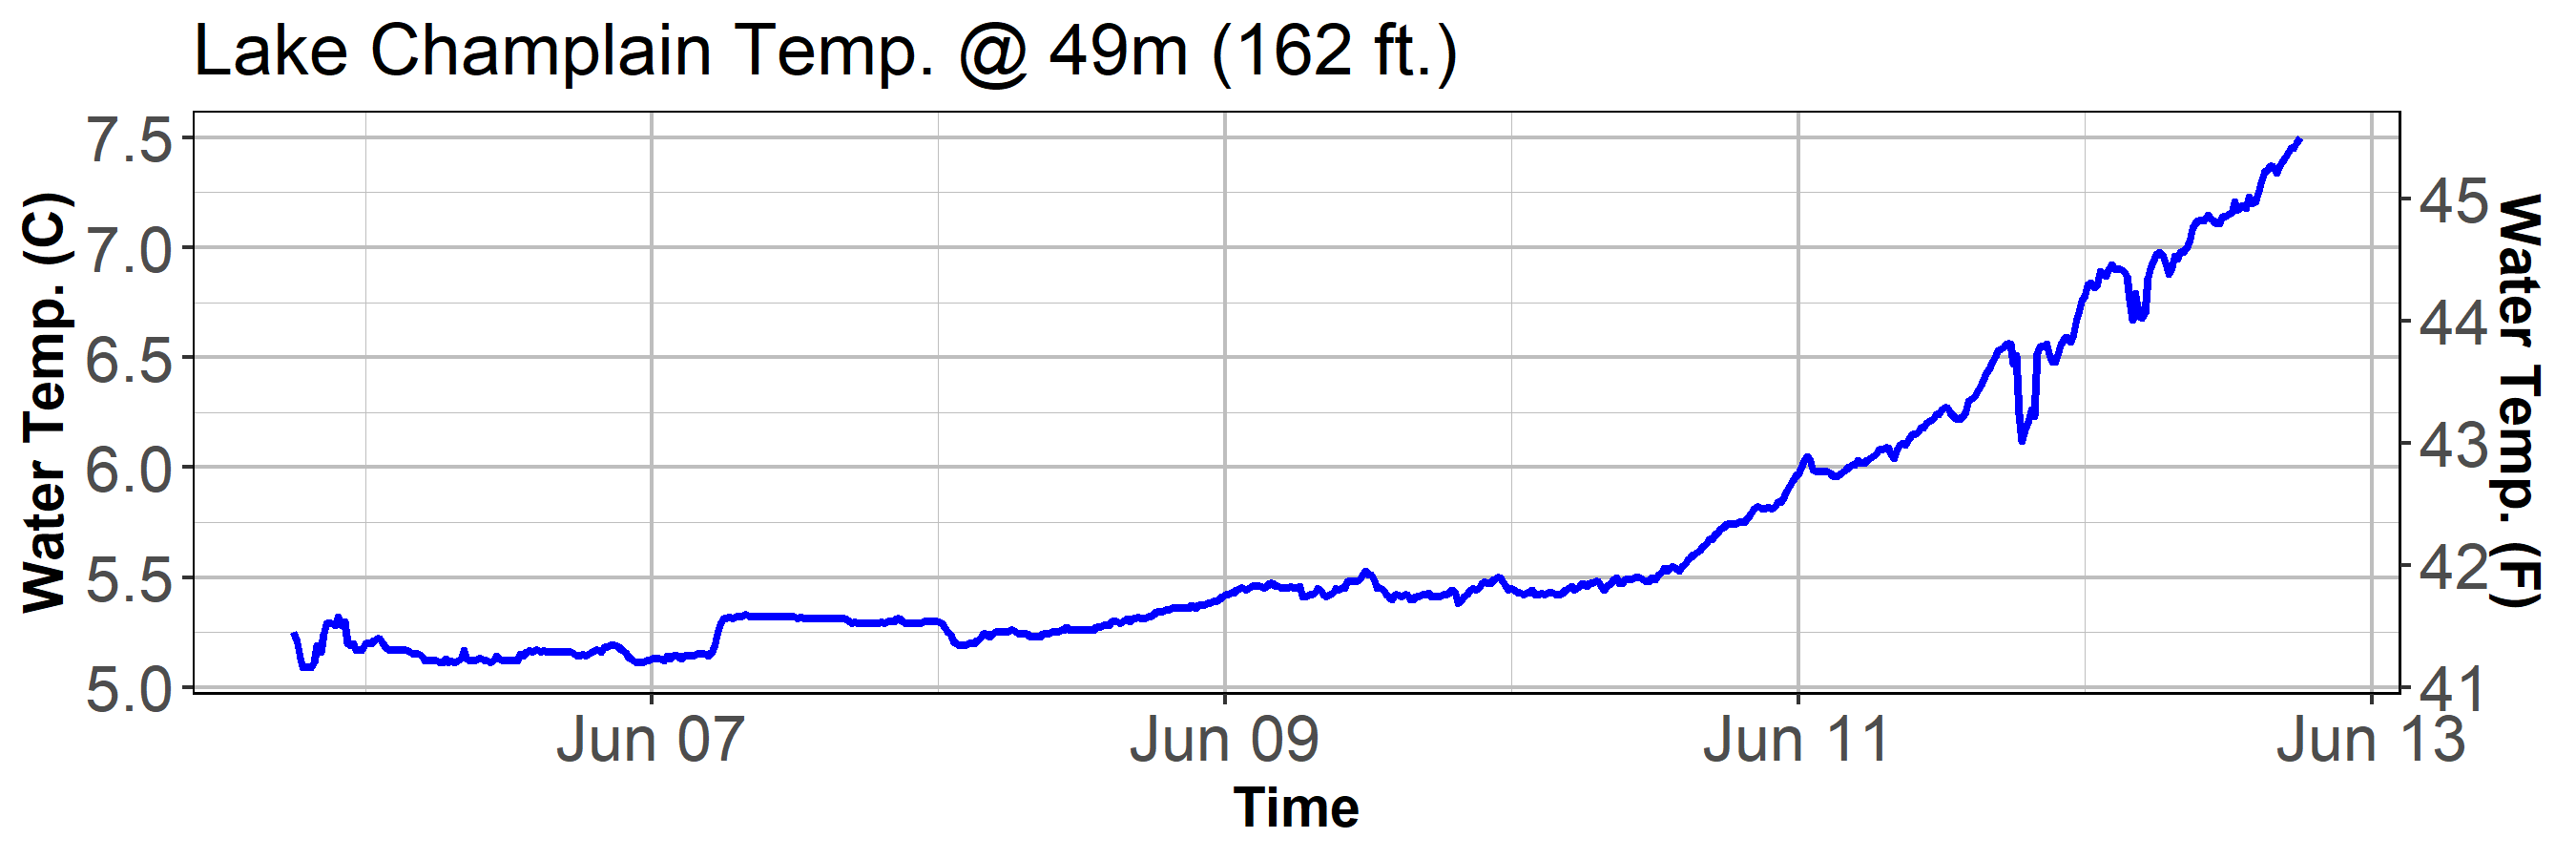 Lake Champlain Temp. @ 49m (162 ft.)
Water Temp. (C)
7.5
7.0
6.5
6.0
5.5
5.0
45
44
43
42
41
Water Temp. (F)
Jun 07 Jun 09 Jun 11 Jun 13
Time